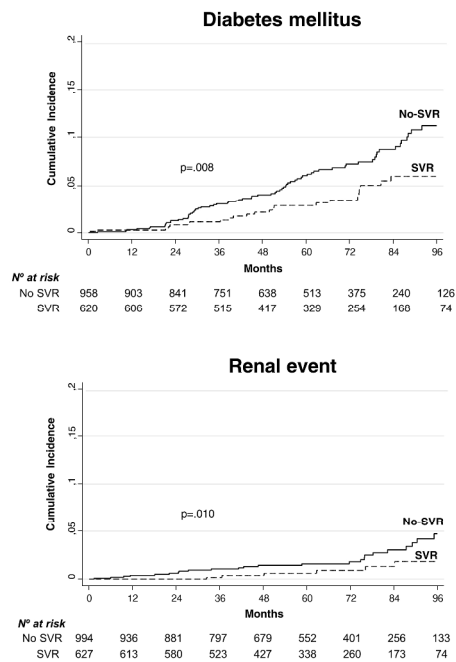 Diabetes mellitus
.2
.15
.1
.05
0
Cumulative Incidence
No-SVR
SVR
p=.008
0 12 24 36 48 60 72 84 96
Months
Nº at risk
No SVR 958 903 841 751 638 513 375 240 126
SVR 620 606 572 515 417 329 254 168 74
Renal event
.2
.15
.1
.05
0
Cumulative Incidence
No-SVR
SVR
p=.010
0 12 24 36 48 60 72 84 96
Months
Nº at risk
No SVR 994 936 881 797 679 552 401 256 133
SVR 627 613 580 523 427 338 260 173 74